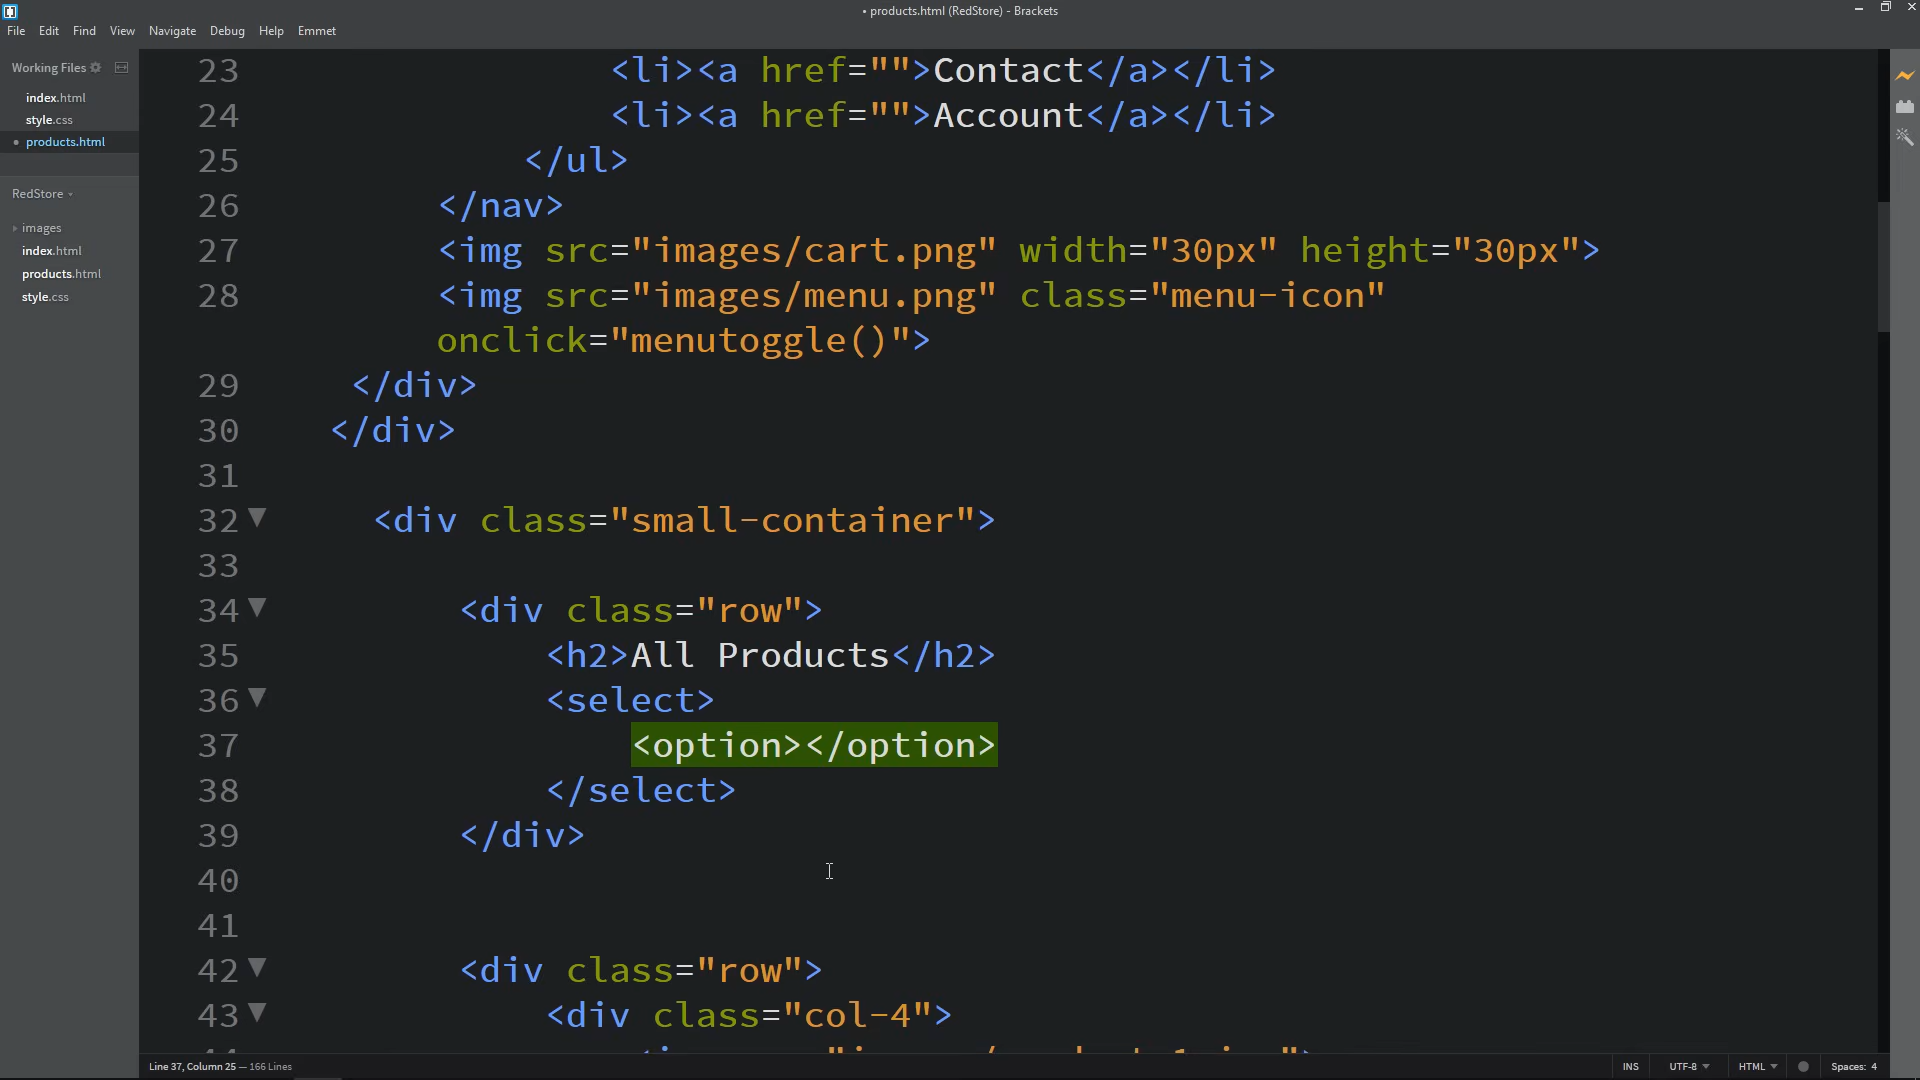 • products.html (RedStore) - Brackets
File Edit Find View Navigate Debug Help Emmet
Working Files
index.html
style.css
• products.html
RedStore
images
index.html
products.html
style.css
23 <li><a href="">Contact</a></li>
24 <li><a href="">Account</a></li>
25 </ul>
26 </nav>
27 <img src="images/cart.png" width="30px" height="30px">
28 <img src="images/menu.png" class="menu-icon"
onclick="menutoggle()">
29 </div>
30 </div>
31
32 <div class="small-container">
33
34 <div class="row">
35 <h2>All Products</h2>
36 <select>
37 <option></option>
38 </select>
39 </div>
40
41
42 <div class="row">
43 <div class="col-4">
Line 37, Column 25 — 166 Lines
INS UTF-8 HTML Spaces: 4